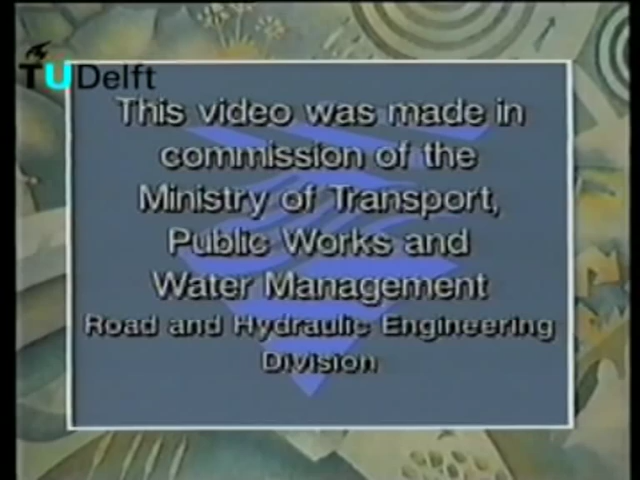 TUDelft
This video was made in
commission of the
Ministry of Transport,
Public Works and
Water Management
Road and Hydraulic Engineering
Division